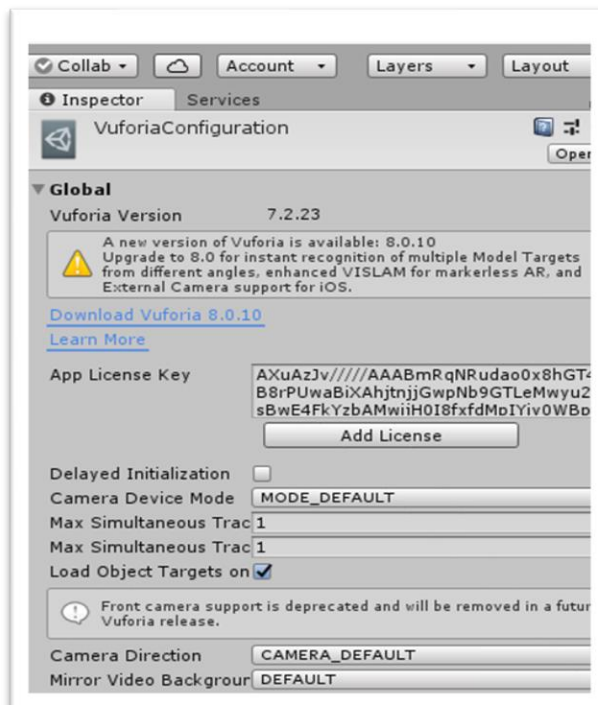 Collab Account Layers Layout
Inspector Services
VuforiaConfiguration
Open
Global
Vuforia Version 7.2.23
A new version of Vuforia is available: 8.0.10
Upgrade to 8.0 for instant recognition of multiple Model Targets
from different angles, enhanced VISLAM for markerless AR, and
External Camera support for iOS.
Download Vuforia 8.0.10
Learn More
App License Key AXuAzJv/////AAABmRqNRudao0x8hGT4
B8rPUwaBiXAhjtnjjGwpNb9GTLeMwyu2
Add License
Delayed Initialization
Camera Device Mode MODE_DEFAULT
Max Simultaneous Trac 1
Max Simultaneous Trac 1
Load Object Targets on
Front camera support is deprecated and will be removed in a futur
Vuforia release.
Camera Direction CAMERA_DEFAULT
Mirror Video Backgrour DEFAULT